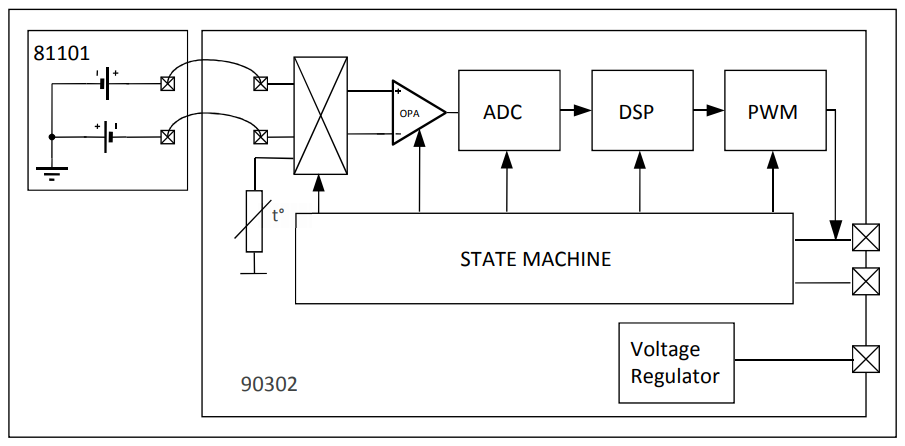 81101
+
+
+
OPA
−
ADC
DSP
PWM
t°
STATE MACHINE
Voltage
Regulator
90302